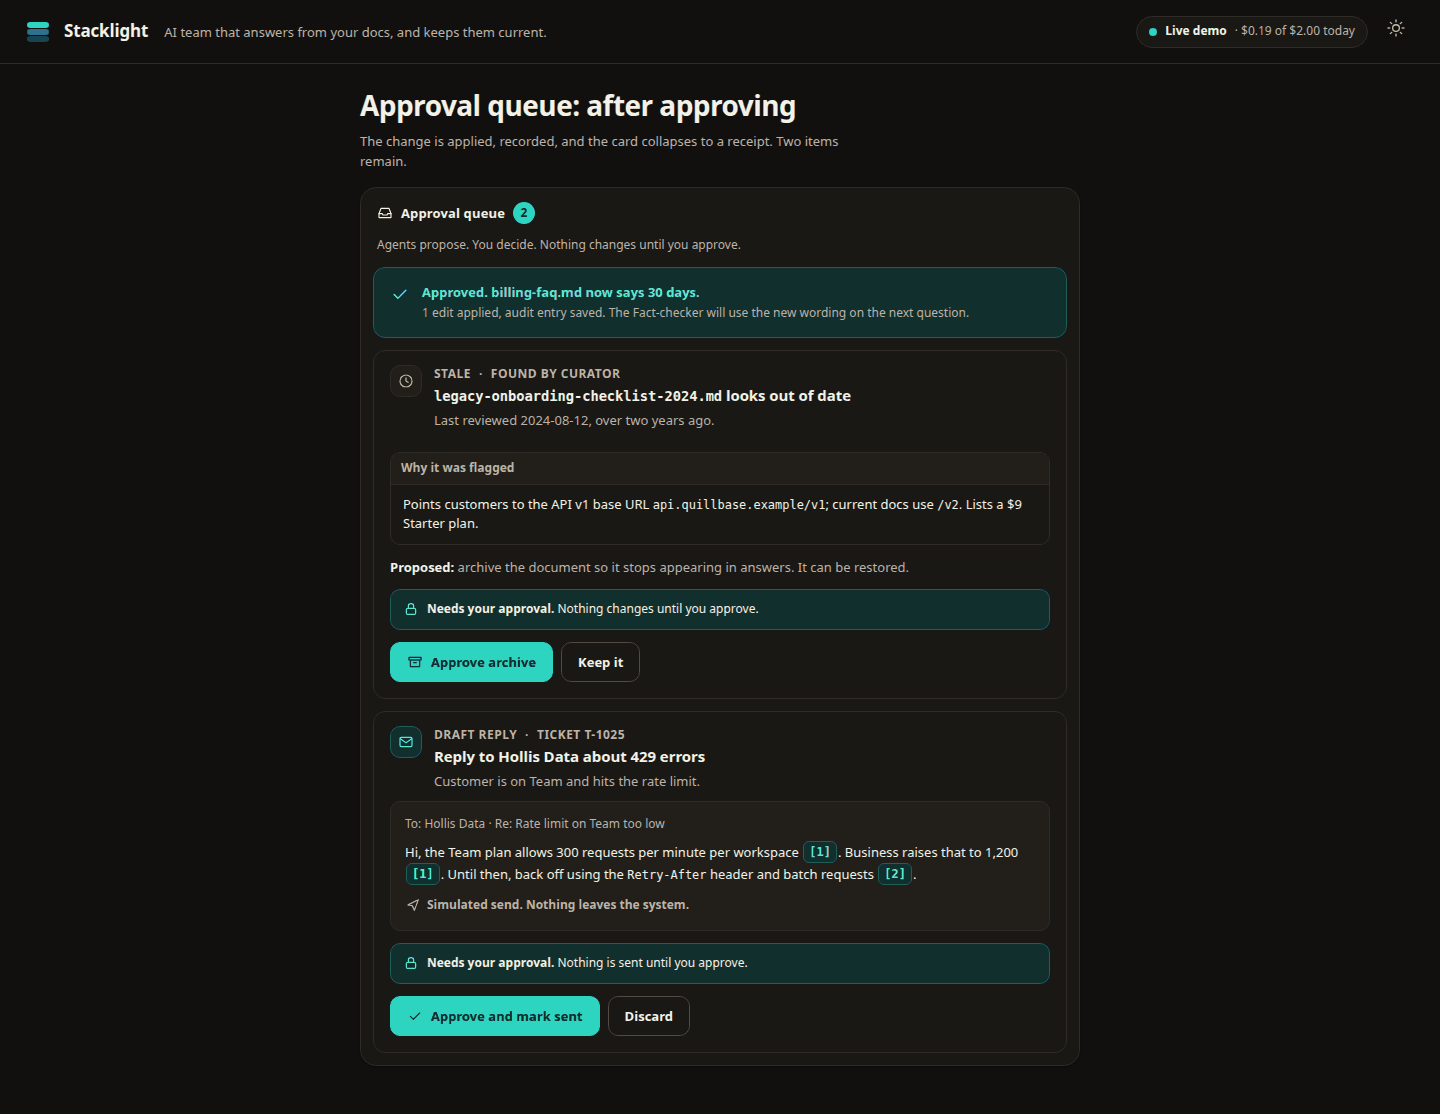 Stacklight
AI team that answers from your docs, and keeps them current.
Live demo · $0.19 of $2.00 today
Approval queue: after approving
The change is applied, recorded, and the card collapses to a receipt. Two items
remain.
Approval queue 2
Agents propose. You decide. Nothing changes until you approve.
Approved. billing-faq.md now says 30 days.
1 edit applied, audit entry saved. The Fact-checker will use the new wording on the next question.
STALE · FOUND BY CURATOR
legacy-onboarding-checklist-2024.md looks out of date
Last reviewed 2024-08-12, over two years ago.
Why it was flagged
Points customers to the API v1 base URL api.quillbase.example/v1; current docs use /v2. Lists a $9
Starter plan.
Proposed: archive the document so it stops appearing in answers. It can be restored.
Needs your approval. Nothing changes until you approve.
Approve archive
Keep it
DRAFT REPLY · TICKET T-1025
Reply to Hollis Data about 429 errors
Customer is on Team and hits the rate limit.
To: Hollis Data · Re: Rate limit on Team too low
Hi, the Team plan allows 300 requests per minute per workspace [1]. Business raises that to 1,200
[1]. Until then, back off using the Retry-After header and batch requests [2].
Simulated send. Nothing leaves the system.
Needs your approval. Nothing is sent until you approve.
Approve and mark sent
Discard